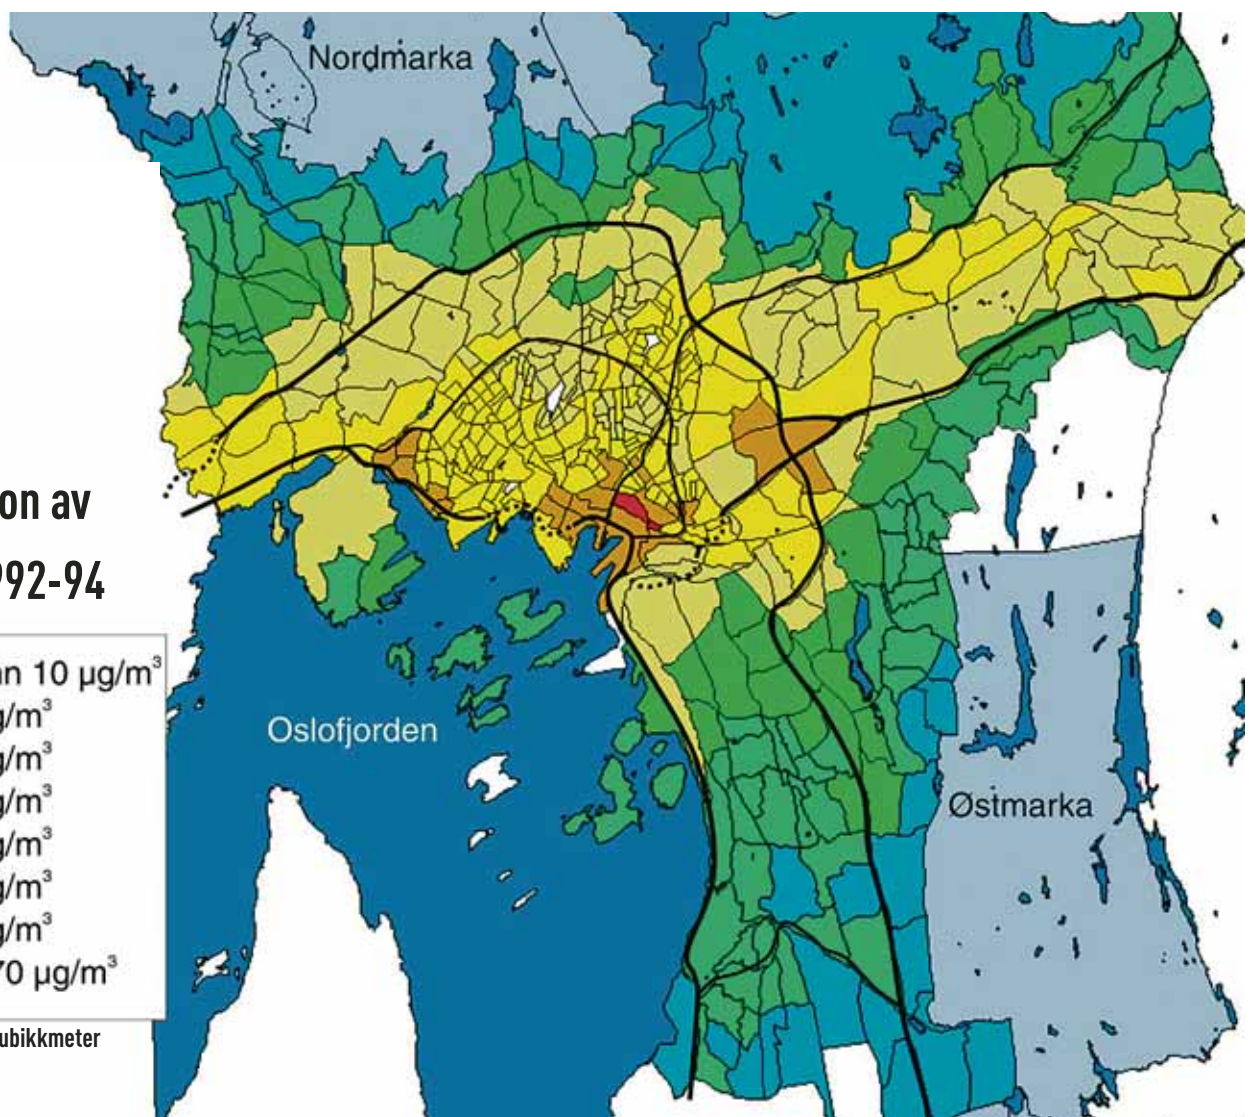 Nordmarka
on av
992-94
nn 10 µg/m³
g/m³
g/m³
g/m³
g/m³
g/m³
g/m³
70 µg/m³
ubikkmeter
Oslofjorden
Østmarka